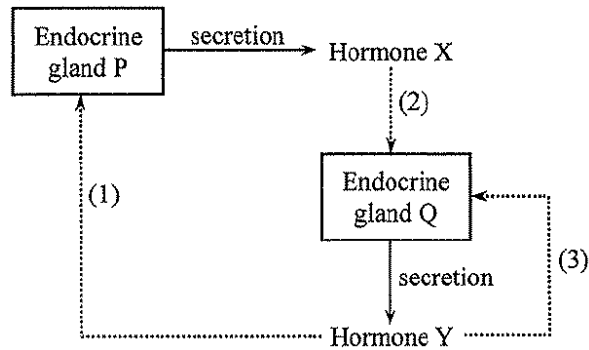 Endocrine
gland P
secretion
Hormone X
(2)
(1)
Endocrine
gland Q
(3)
secretion
Hormone Y